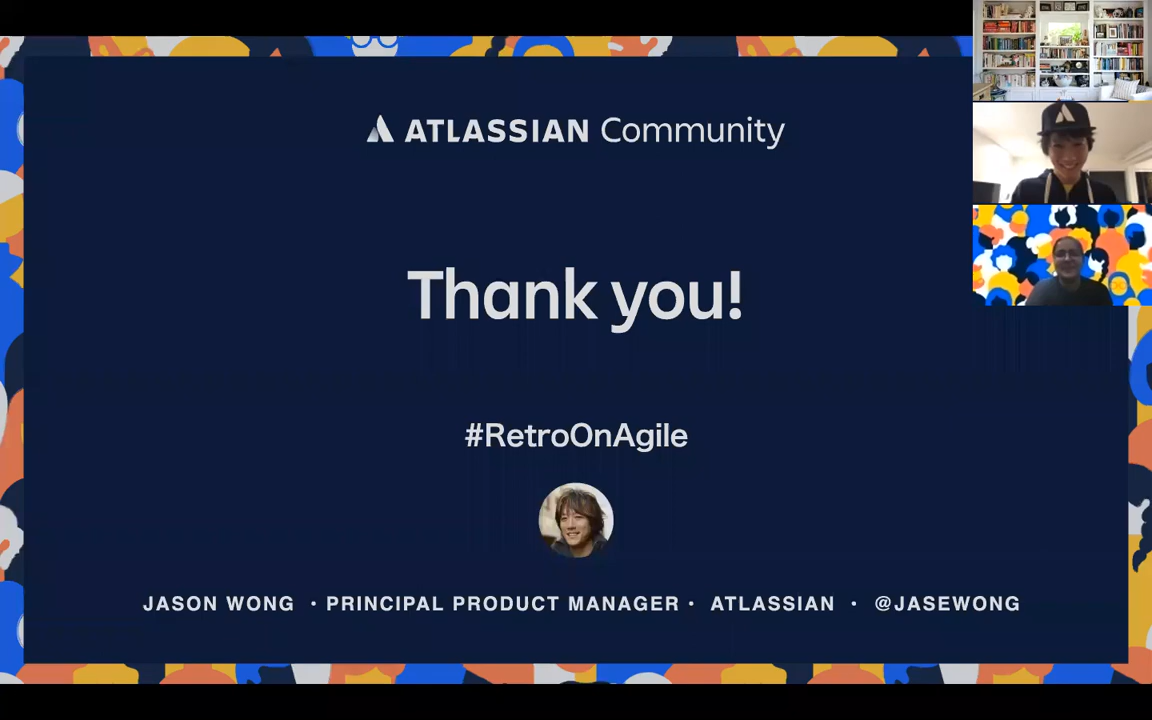 ATLASSIAN Community
Thank you!
#RetroOnAgile
JASON WONG • PRINCIPAL PRODUCT MANAGER • ATLASSIAN • @JASEWONG